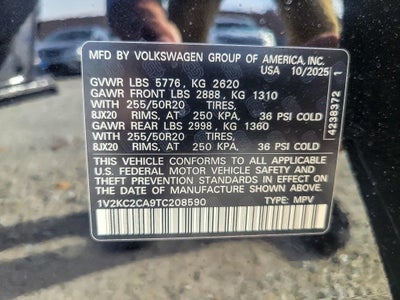 MFD. BY VOLKSWAGEN GROUP OF AMERICA, INC.
USA 10/2025
GVWR LBS 5776, KG 2620
GAWR FRONT LBS 2888, KG 1310
WITH 255/50R20 TIRES,
8JX20 RIMS, AT 250 KPA, 36 PSI COLD
GAWR REAR LBS 2998, KG 1360
WITH 255/50R20 TIRES,
8JX20 RIMS, AT 250 KPA, 36 PSI COLD
THIS VEHICLE CONFORMS TO ALL APPLICABLE
U.S. FEDERAL MOTOR VEHICLE SAFETY
STANDARDS IN EFFECT ON THE DATE OF
MANUFACTURE SHOWN ABOVE.
1V2KC2CA9TC208590 TYPE: MPV
4238372 1